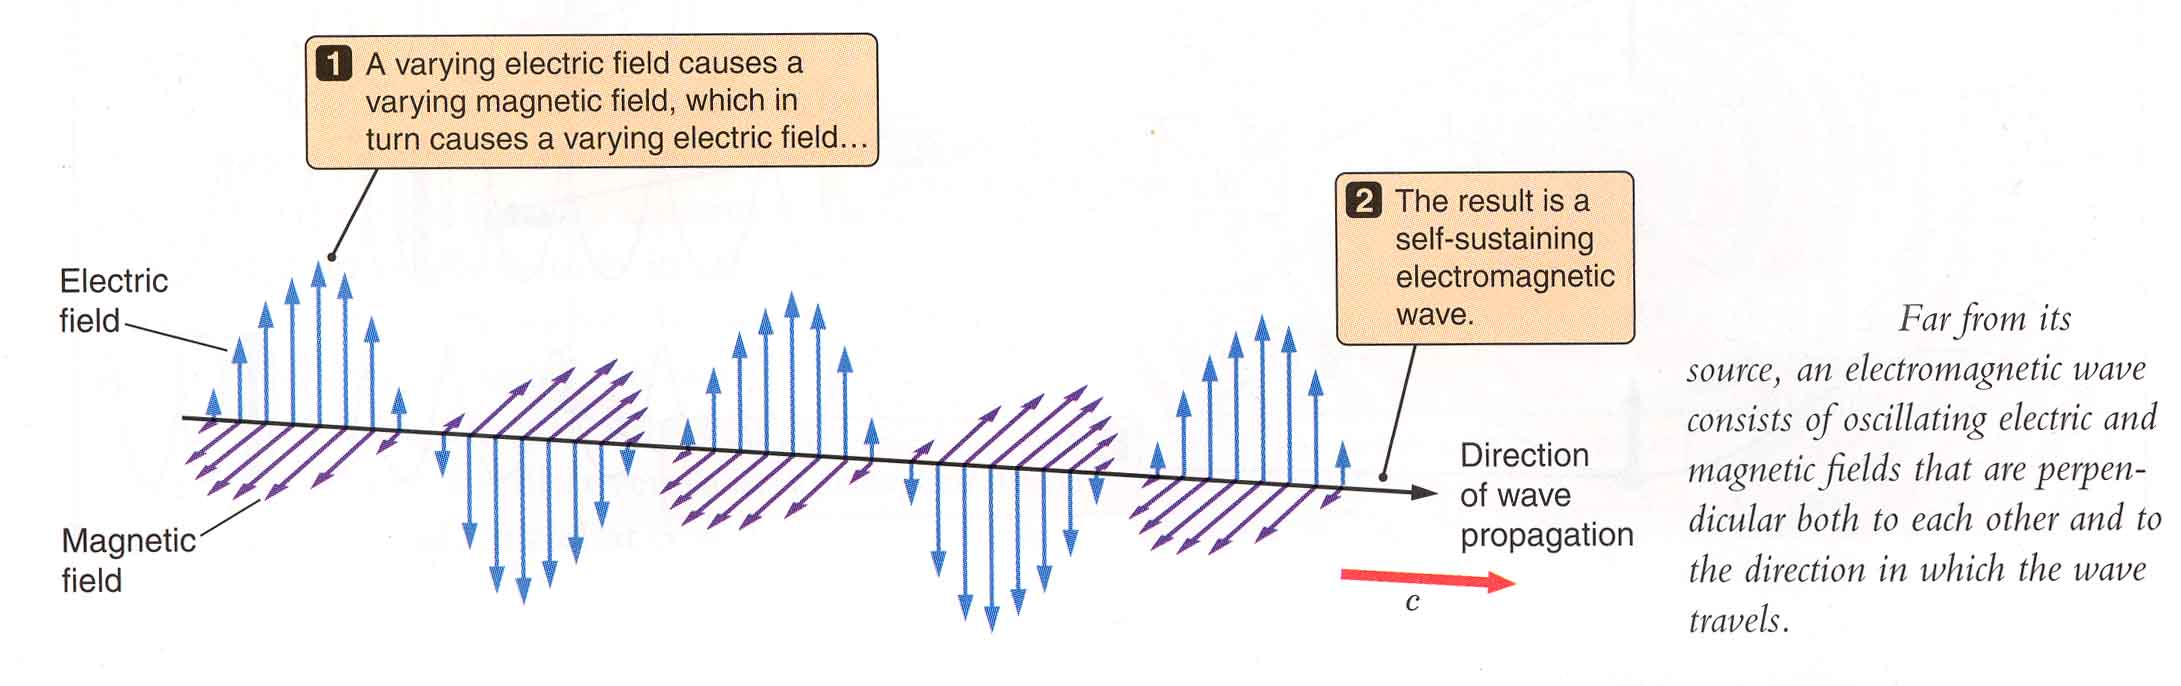 1 A varying electric field causes a
varying magnetic field, which in
turn causes a varying electric field...
2 The result is a
self-sustaining
electromagnetic
wave.
Electric
field
Magnetic
field
Direction
of wave
propagation
c
Far from its
source, an electromagnetic wave
consists of oscillating electric and
magnetic fields that are perpen-
dicular both to each other and to
the direction in which the wave
travels.